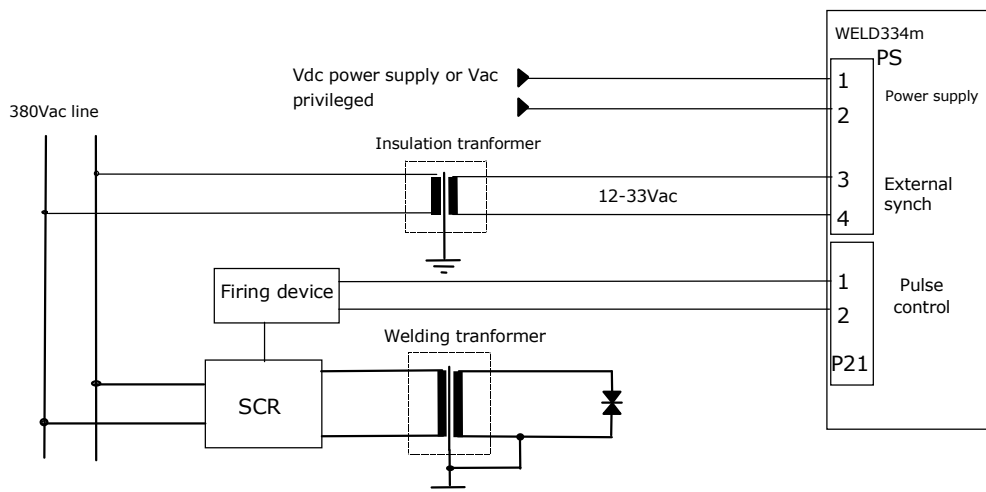 WELD334m
PS
Vdc power supply or Vac
privileged
1
2
Power supply
380Vac line
Insulation tranformer
12-33Vac
3
4
External
synch
Firing device
1
2
Pulse
control
Welding tranformer
P21
SCR